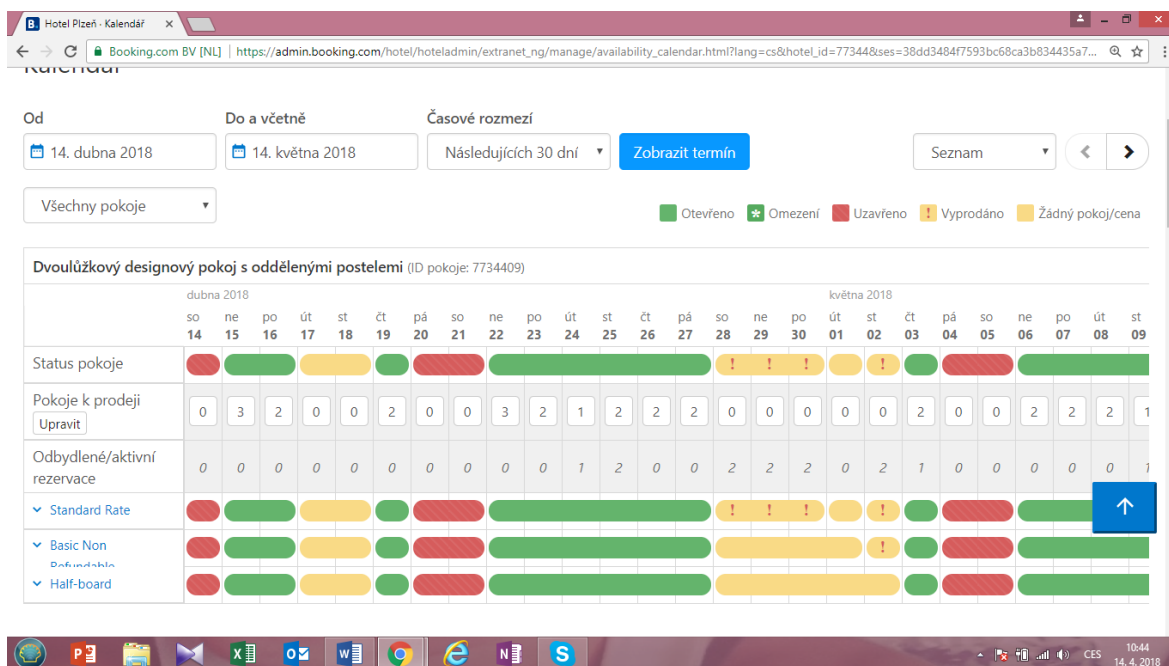 B. Hotel Plzeň - Kalendář
Booking.com BV [NL] | https://admin.booking.com/hotel/hoteladmin/extranet_ng/manage/availability_calendar.html?lang=cs&hotel_id=77344&ses=38dd3484f7593bc68ca3b834435a7...
Kalendář
Od Do a včetně Časové rozmezí
14. dubna 2018 14. května 2018 Následujících 30 dní Zobrazit termín Seznam
Všechny pokoje
Otevřeno * Omezení Uzavřeno ! Vyprodáno Žádný pokoj/cena
Dvoulůžkový designový pokoj s oddělenými postelemi (ID pokoje: 7734409)
dubna 2018 května 2018
so ne po út st čt pá so ne po út st čt pá so ne po út st čt pá so ne po út st
14 15 16 17 18 19 20 21 22 23 24 25 26 27 28 29 30 01 02 03 04 05 06 07 08 09
Status pokoje ! ! ! !
Pokoje k prodeji
Upravit
0 3 2 0 0 2 0 0 3 2 1 2 2 2 0 0 0 0 0 2 0 0 2 2 2 1
Odbydlené/aktivní
rezervace
0 0 0 0 0 0 0 0 0 0 1 2 0 0 2 2 2 0 2 1 0 0 0 0 0 1
Standard Rate ! ! ! !
Basic Non !
Refundable
Half-board
10:44
CES
14. 4. 2018